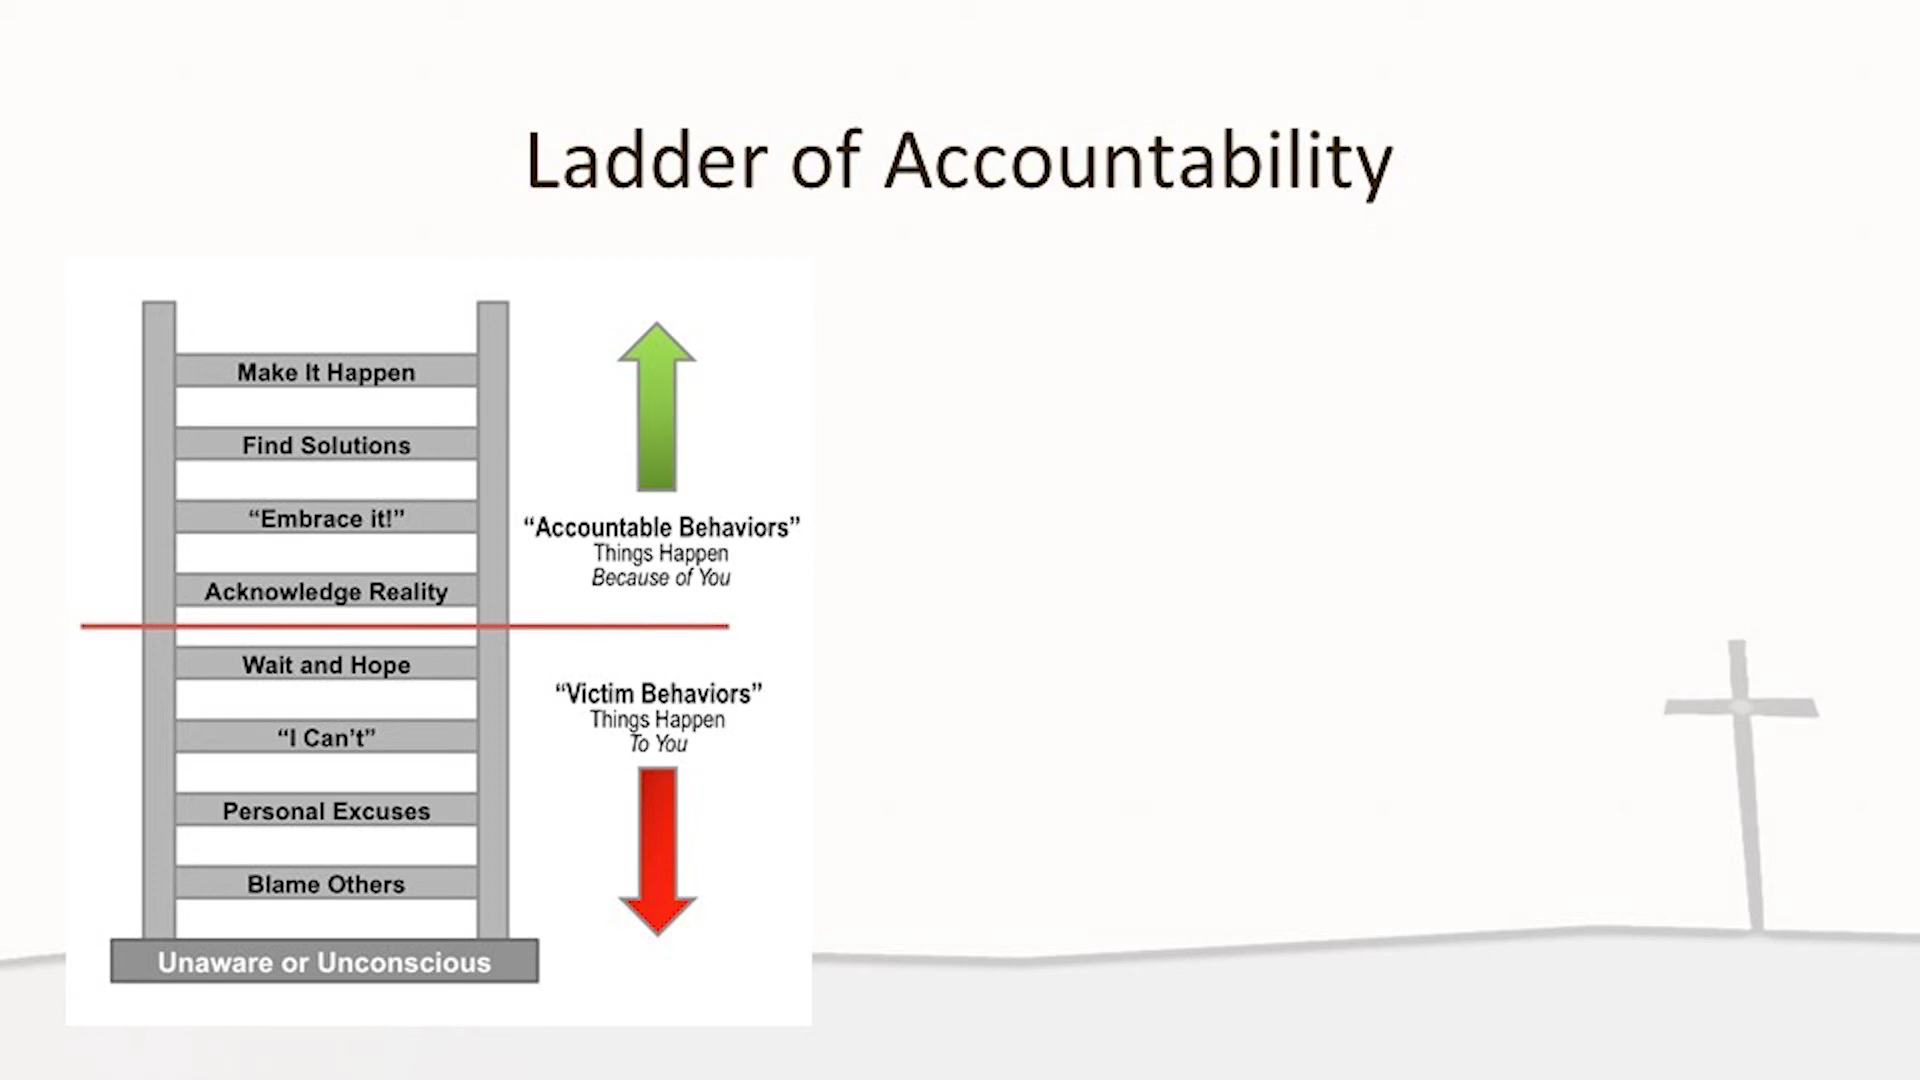 Ladder of Accountability
Make It Happen
Find Solutions
“Embrace it!”
Acknowledge Reality
Wait and Hope
“I Can’t”
Personal Excuses
Blame Others
Unaware or Unconscious
“Accountable Behaviors”
Things Happen
Because of You
“Victim Behaviors”
Things Happen
To You